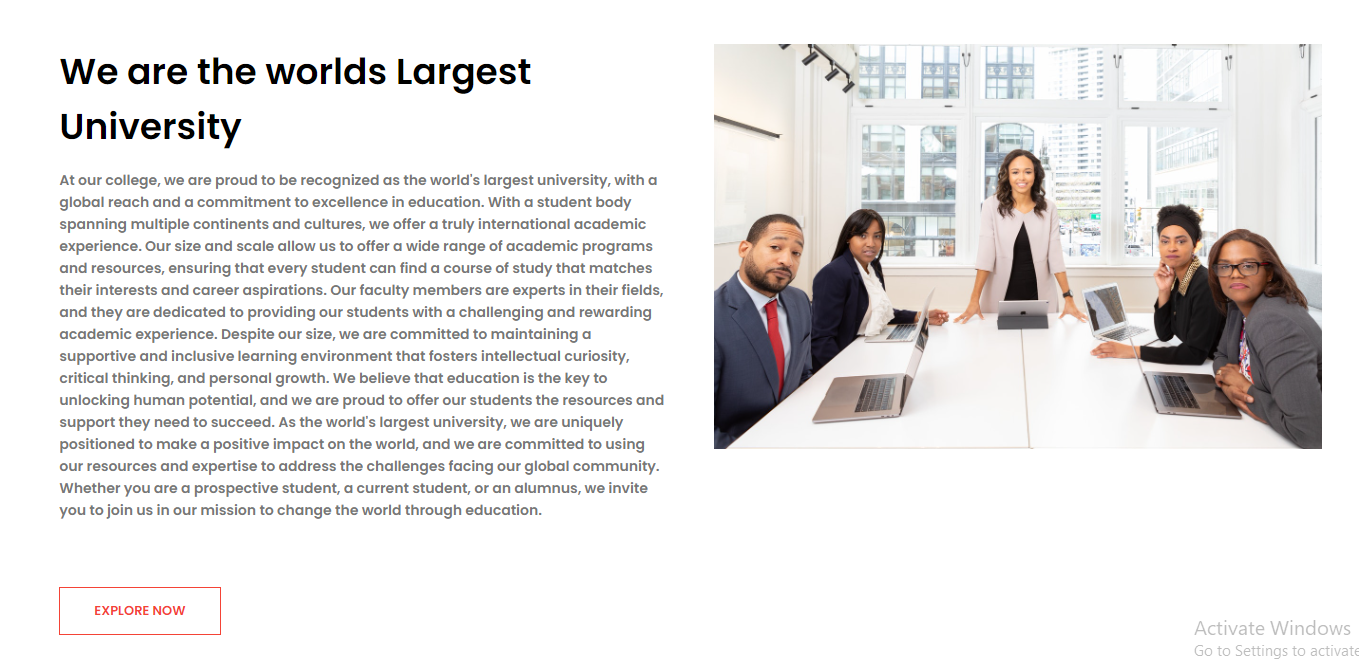 We are the worlds Largest
University
At our college, we are proud to be recognized as the world's largest university, with a
global reach and a commitment to excellence in education. With a student body
spanning multiple continents and cultures, we offer a truly international academic
experience. Our size and scale allow us to offer a wide range of academic programs
and resources, ensuring that every student can find a course of study that matches
their interests and career aspirations. Our faculty members are experts in their fields,
and they are dedicated to providing our students with a challenging and rewarding
academic experience. Despite our size, we are committed to maintaining a
supportive and inclusive learning environment that fosters intellectual curiosity,
critical thinking, and personal growth. We believe that education is the key to
unlocking human potential, and we are proud to offer our students the resources and
support they need to succeed. As the world's largest university, we are uniquely
positioned to make a positive impact on the world, and we are committed to using
our resources and expertise to address the challenges facing our global community.
Whether you are a prospective student, a current student, or an alumnus, we invite
you to join us in our mission to change the world through education.
EXPLORE NOW
Activate Windows
Go to Settings to activate